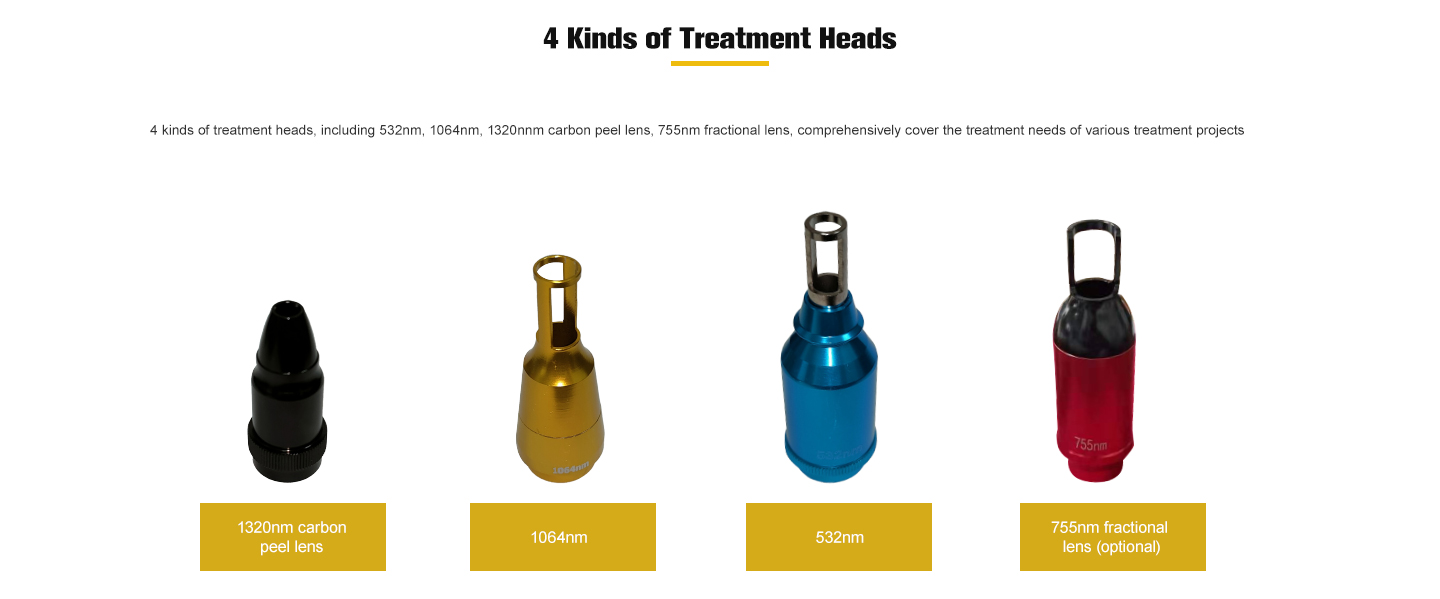 4 Kinds of Treatment Heads
4 kinds of treatment heads, including 532nm, 1064nm, 1320nnm carbon peel lens, 755nm fractional lens, comprehensively cover the treatment needs of various treatment projects
1064nm
532nm
755nm
1320nm carbon
peel lens
1064nm
532nm
755nm fractional
lens (optional)